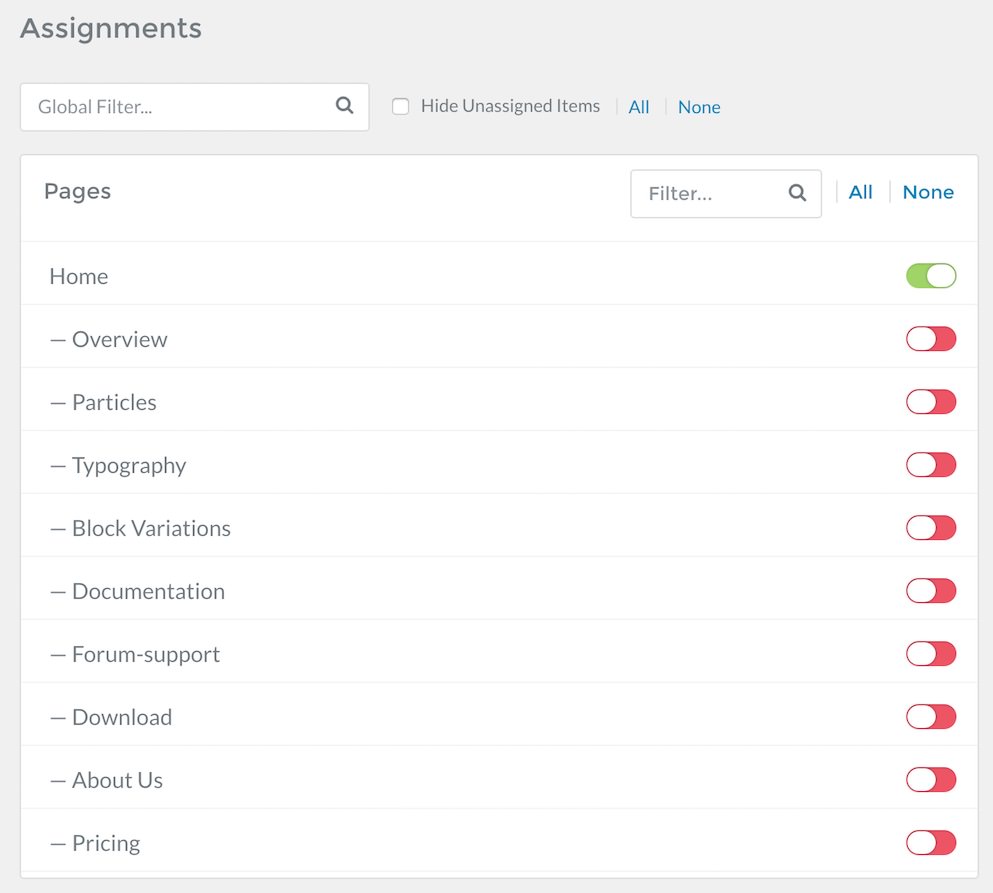 Assignments
Global Filter... Hide Unassigned Items All None
Pages Filter... All None
Home
— Overview
— Particles
— Typography
— Block Variations
— Documentation
— Forum-support
— Download
— About Us
— Pricing